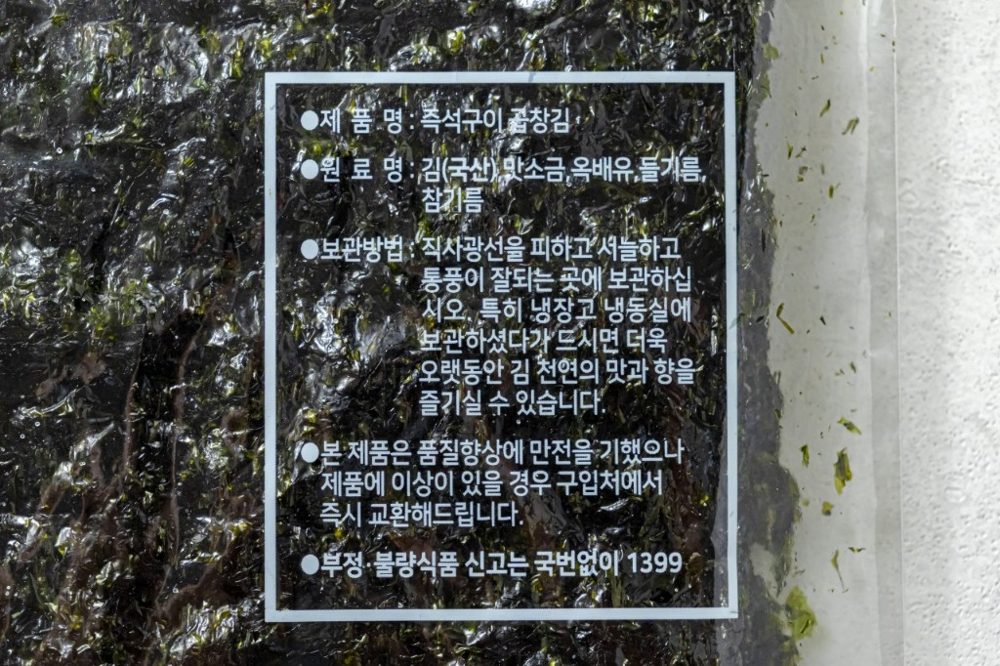 ●제 품 명 : 즉석구이 곱창김
●원 료 명 : 김(국산),맛소금,옥배유,들기름,
참기름
●보관방법 : 직사광선을 피하고 서늘하고
통풍이 잘되는 곳에 보관하십
시오. 특히 냉장고 냉동실에
보관하셨다가 드시면 더욱
오랫동안 김 천연의 맛과 향을
즐기실 수 있습니다.
●본 제품은 품질향상에 만전을 기했으나
제품에 이상이 있을 경우 구입처에서
즉시 교환해드립니다.
●부정·불량식품 신고는 국번없이 1399